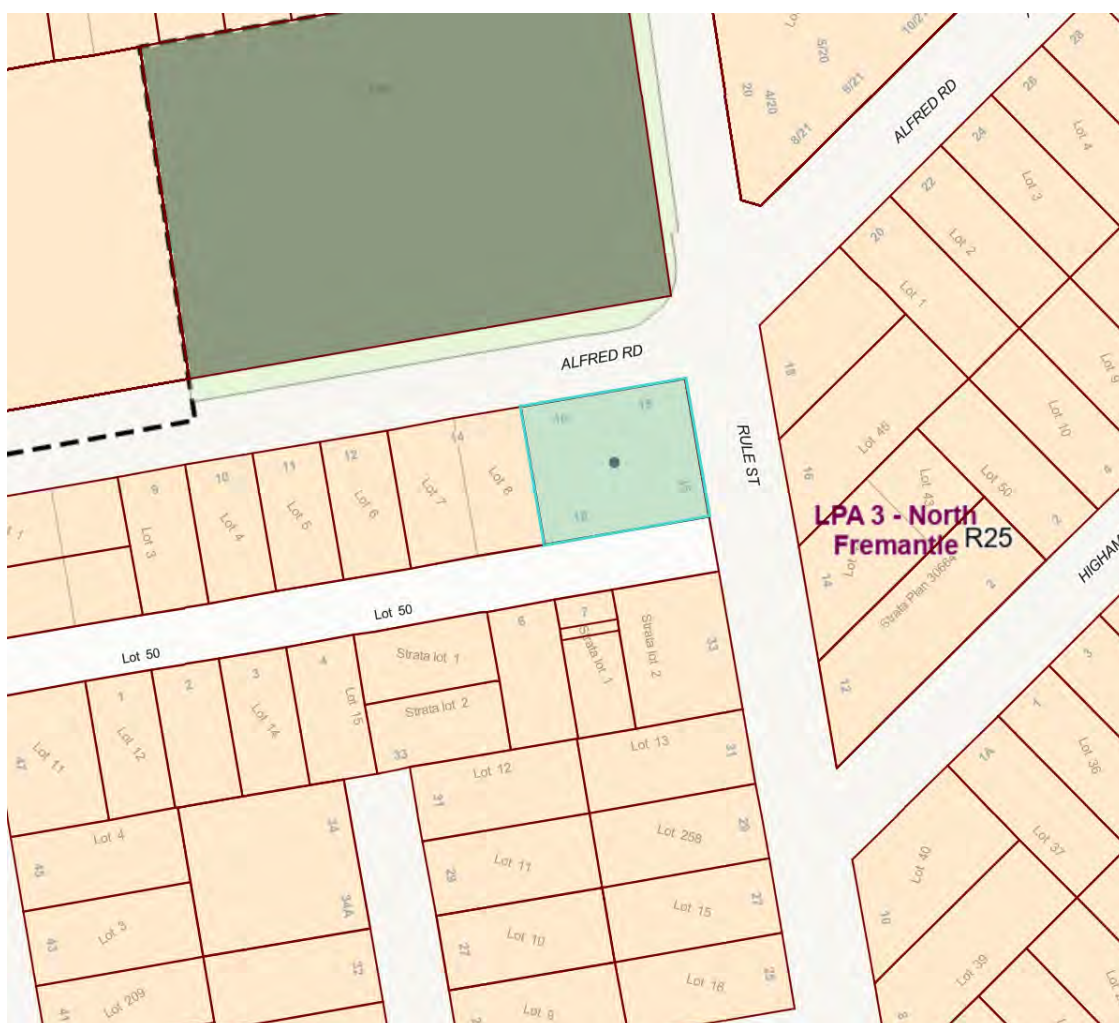 ALFRED RD
28
26
24
22
20
Lot 4
Lot 3
Lot 2
Lot 1
20
4/20
5/20
8/21
6/21
10/21
ALFRED RD
RULE ST
18
16
14
12
Lot 46
Lot 43
Lot 50
Lot 10
Lot 9
2
2
LPA 3 - North
Fremantle
R25
Strata Plan 30664
HIGHAM
9
10
11
12
14
Lot 3
Lot 4
Lot 5
Lot 6
Lot 7
Lot 8
15
Lot 50
Lot 50
1
2
3
4
6
7
33
Lot 11
Lot 12
Lot 14
Lot 15
Strata lot 1
Strata lot 2
Strata lot 1
Strata lot 2
47
33
Lot 12
Lot 13
31
31
Lot 4
34
34A
45
Lot 11
Lot 258
29
29
Lot 3
43
Lot 10
Lot 15
27
27
32
Lot 209
41
Lot 9
Lot 16
25
3
1
1A
Lot 36
Lot 37
Lot 40
10
Lot 39
8